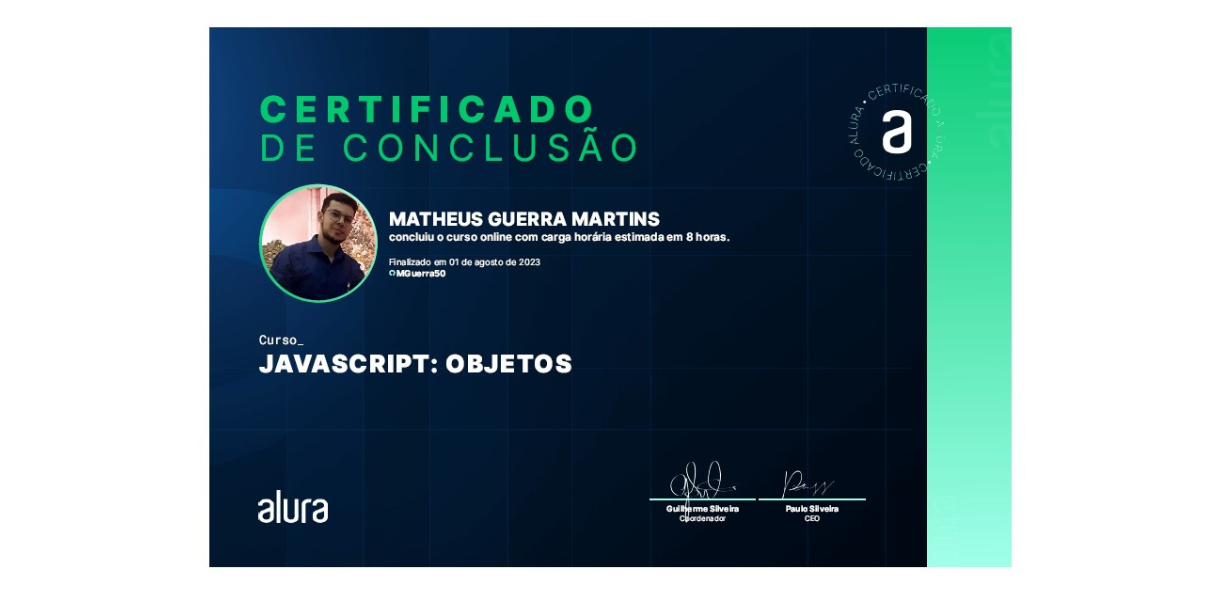 CERTIFICADO
DE CONCLUSÃO
CERTIFICADO ALURA • CERTIFICADO ALURA •
a
alura
MATHEUS GUERRA MARTINS
concluiu o curso online com carga horária estimada em 8 horas.
Finalizado em 01 de agosto de 2023
MGuerra50
Curso_
JAVASCRIPT: OBJETOS
alura
Guilherme Silveira
Coordenador
Paulo Silveira
CEO